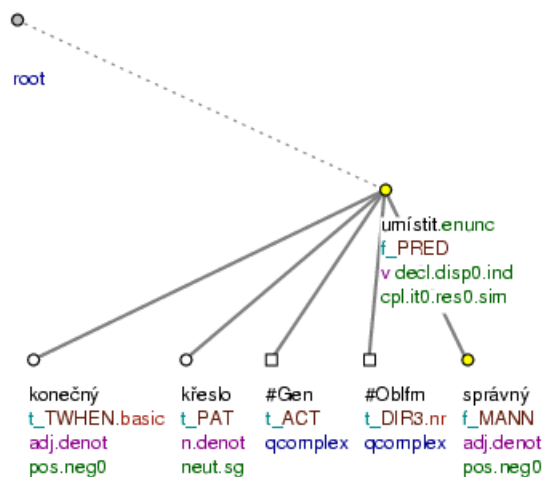 root
umístit.enunc
f_PRED
v decl.disp0.ind
cpl.it0.res0.sim
konečný
t_TWHEN.basic
adj.denot
pos.neg0
křeslo
t_PAT
n.denot
neut.sg
#Gen
t_ACT
qcomplex
#Oblfm
t_DIR3.nr
qcomplex
správný
f_MANN
adj.denot
pos.neg0